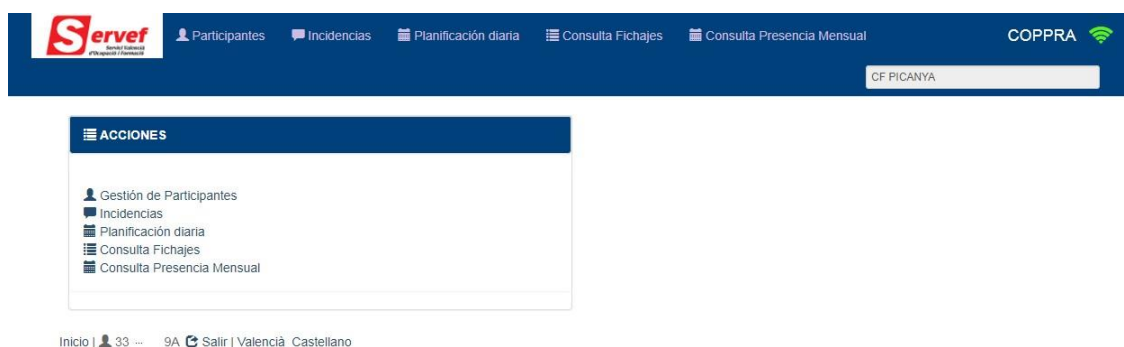 Servef
Servici Valencià
d'Ocupació i Formació
Participantes Incidencias Planificación diaria Consulta Fichajes Consulta Presencia Mensual COPPRA
CF PICANYA
ACCIONES
Gestión de Participantes
Incidencias
Planificación diaria
Consulta Fichajes
Consulta Presencia Mensual
Inicio | 33 ... 9A Salir | Valencià Castellano